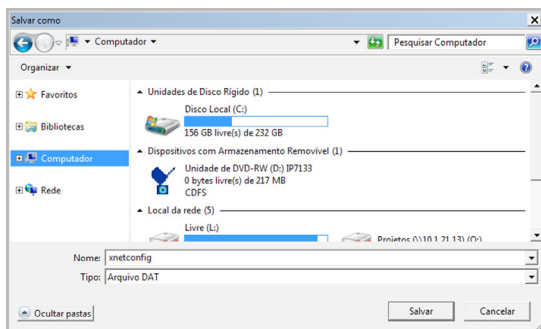 Salvar como
Computador
Pesquisar Computador
Organizar
Favoritos
Bibliotecas
Computador
Rede
Unidades de Disco Rígido (1)
Disco Local (C:)
156 GB livre(s) de 232 GB
Dispositivos com Armazenamento Removível (1)
Unidade de DVD-RW (D:) IP7133
0 bytes livre(s) de 217 MB
CDFS
Local da rede (5)
Livre (L:)
Projetos (\\10.1.21.13) (O:)
Nome: xnetconfig
Tipo: Arquivo DAT
Ocultar pastas
Salvar
Cancelar